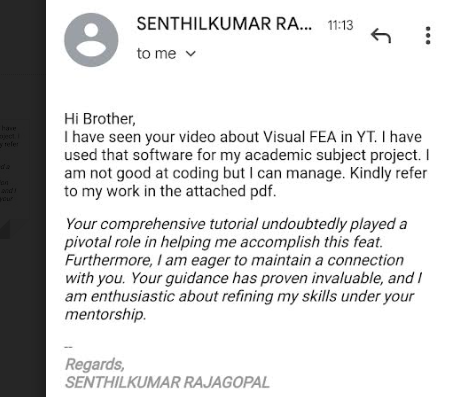 SENTHILKUMAR RA... 11:13
to me
Hi Brother,
I have seen your video about Visual FEA in YT. I have
used that software for my academic subject project. I
am not good at coding but I can manage. Kindly refer
to my work in the attached pdf.
Your comprehensive tutorial undoubtedly played a
pivotal role in helping me accomplish this feat.
Furthermore, I am eager to maintain a connection
with you. Your guidance has proven invaluable, and I
am enthusiastic about refining my skills under your
mentorship.
--
Regards,
SENTHILKUMAR RAJAGOPAL